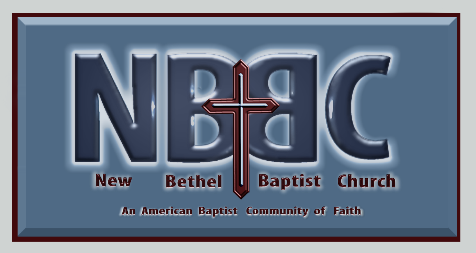 NBBC
New Bethel Baptist Church
An American Baptist Community of Faith